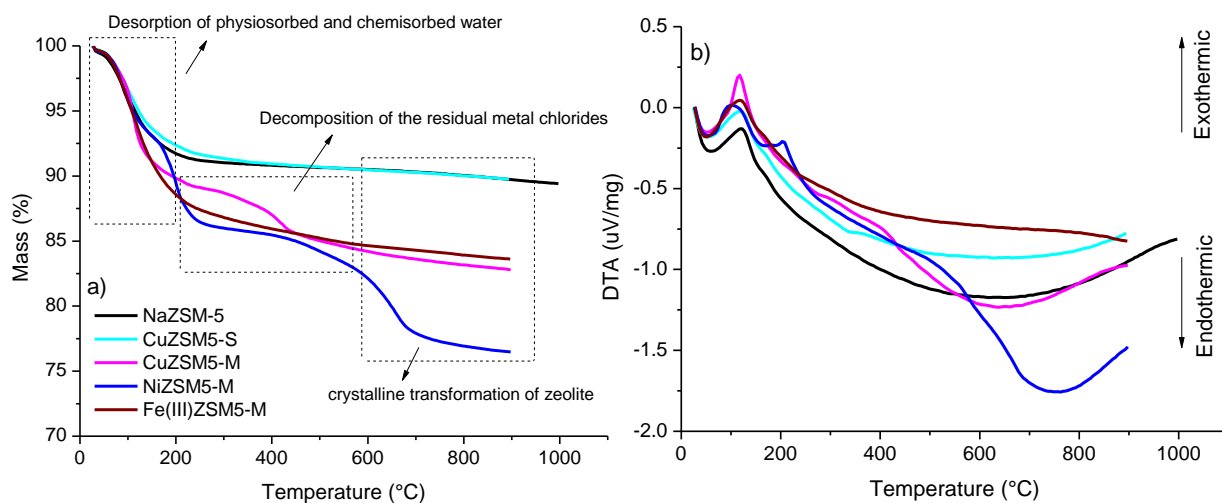 Desorption of physiosorbed and chemisorbed water
a)
Decomposition of the residual metal chlorides
crystalline transformation of zeolite
NaZSM-5
CuZSM5-S
CuZSM5-M
NiZSM5-M
Fe(III)ZSM5-M
Mass (%)
100
95
90
85
80
75
70
0
200
400
600
800
1000
Temperature (°C)
a)
b)
Exothermic
Endothermic
DTA (uV/mg)
0.5
0.0
-0.5
-1.0
-1.5
-2.0
0
200
400
600
800
1000
Temperature (°C)